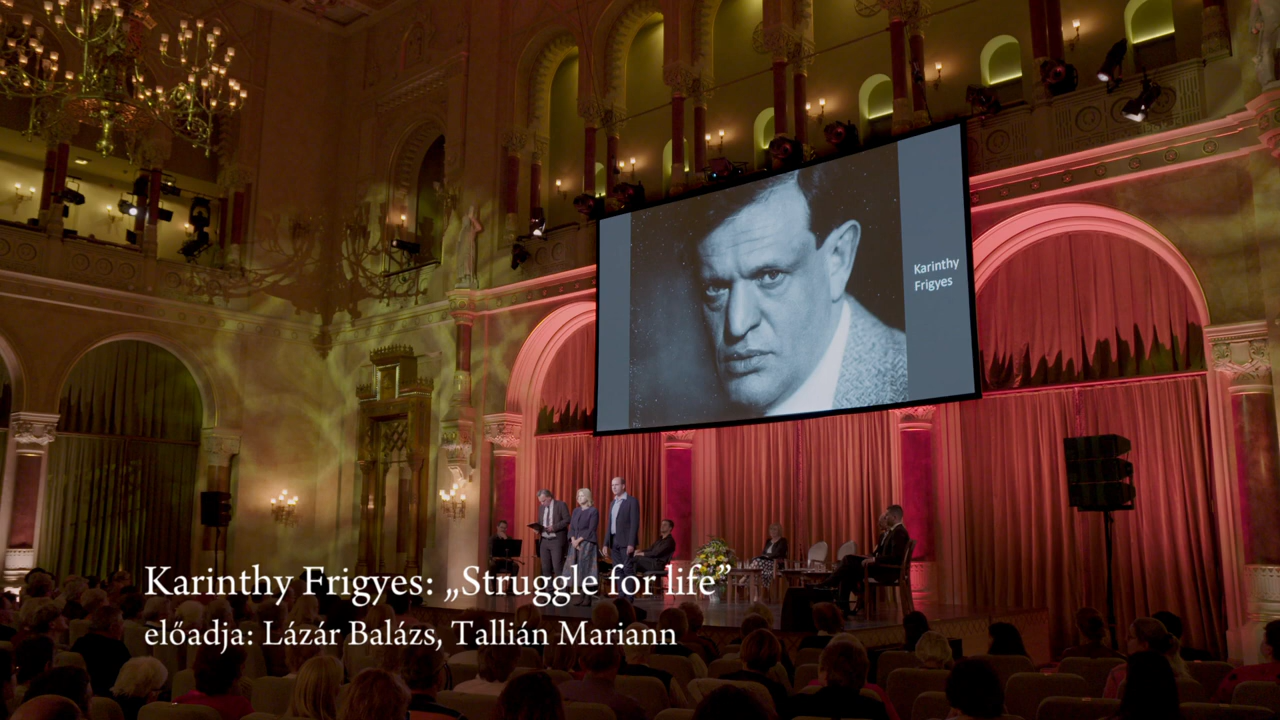 Karinthy
Frigyes
Karinthy Frigyes: „Struggle for life”
előadja: Lázár Balázs, Tallián Mariann